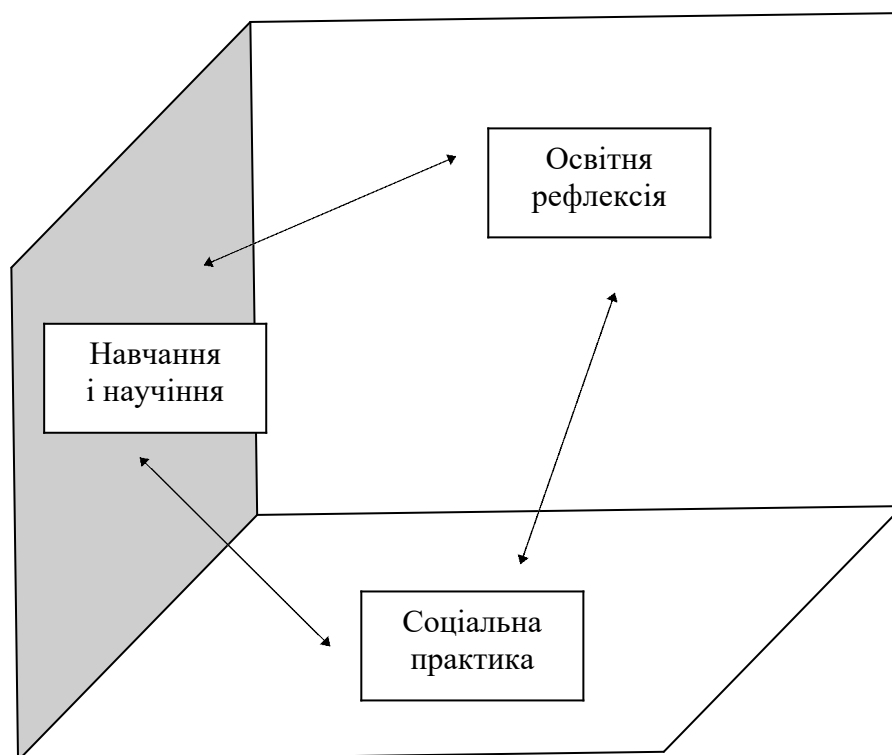 Освітня
рефлексія
Навчання
і научіння
Соціальна
практика